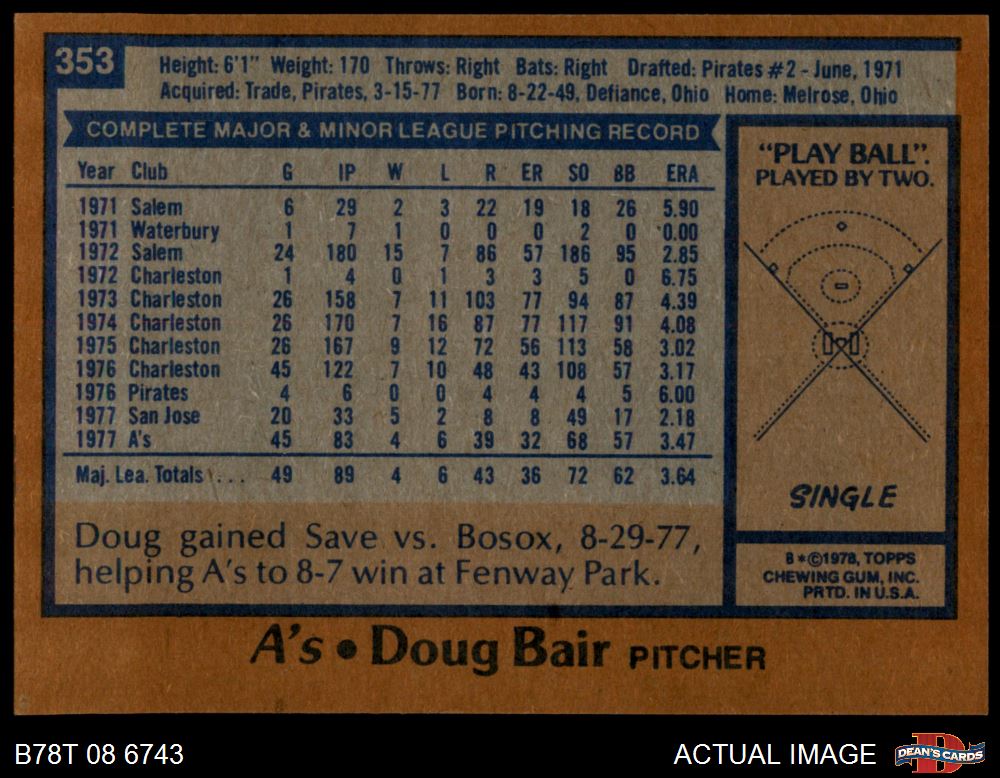 353
Height: 6'1" Weight: 170 Throws: Right Bats: Right Drafted: Pirates #2 - June, 1971
Acquired: Trade, Pirates, 3-15-77 Born: 8-22-49, Defiance, Ohio Home: Melrose, Ohio
COMPLETE MAJOR & MINOR LEAGUE PITCHING RECORD
Year Club G IP W L R ER SO BB ERA
1971 Salem 6 29 2 3 22 19 18 26 5.90
1971 Waterbury 1 7 1 0 0 0 2 0 0.00
1972 Salem 24 180 15 7 86 57 186 95 2.85
1972 Charleston 1 4 0 1 3 3 5 0 6.75
1973 Charleston 26 158 7 11 103 77 94 87 4.39
1974 Charleston 26 170 7 16 87 77 117 91 4.08
1975 Charleston 26 167 9 12 72 56 113 58 3.02
1976 Charleston 45 122 7 10 48 43 108 57 3.17
1976 Pirates 4 6 0 0 4 4 4 5 6.00
1977 San Jose 20 33 5 2 8 8 49 17 2.18
1977 A's 45 83 4 6 39 32 68 57 3.47
Maj. Lea. Totals . . . 49 89 4 6 43 36 72 62 3.64
Doug gained Save vs. Bosox, 8-29-77,
helping A's to 8-7 win at Fenway Park.
"PLAY BALL".
PLAYED BY TWO.
SINGLE
B*©1978, TOPPS
CHEWING GUM, INC.
PRTD. IN U.S.A.
A's • Doug Bair PITCHER
B78T 08 6743
ACTUAL IMAGE
D
DEAN'S CARDS